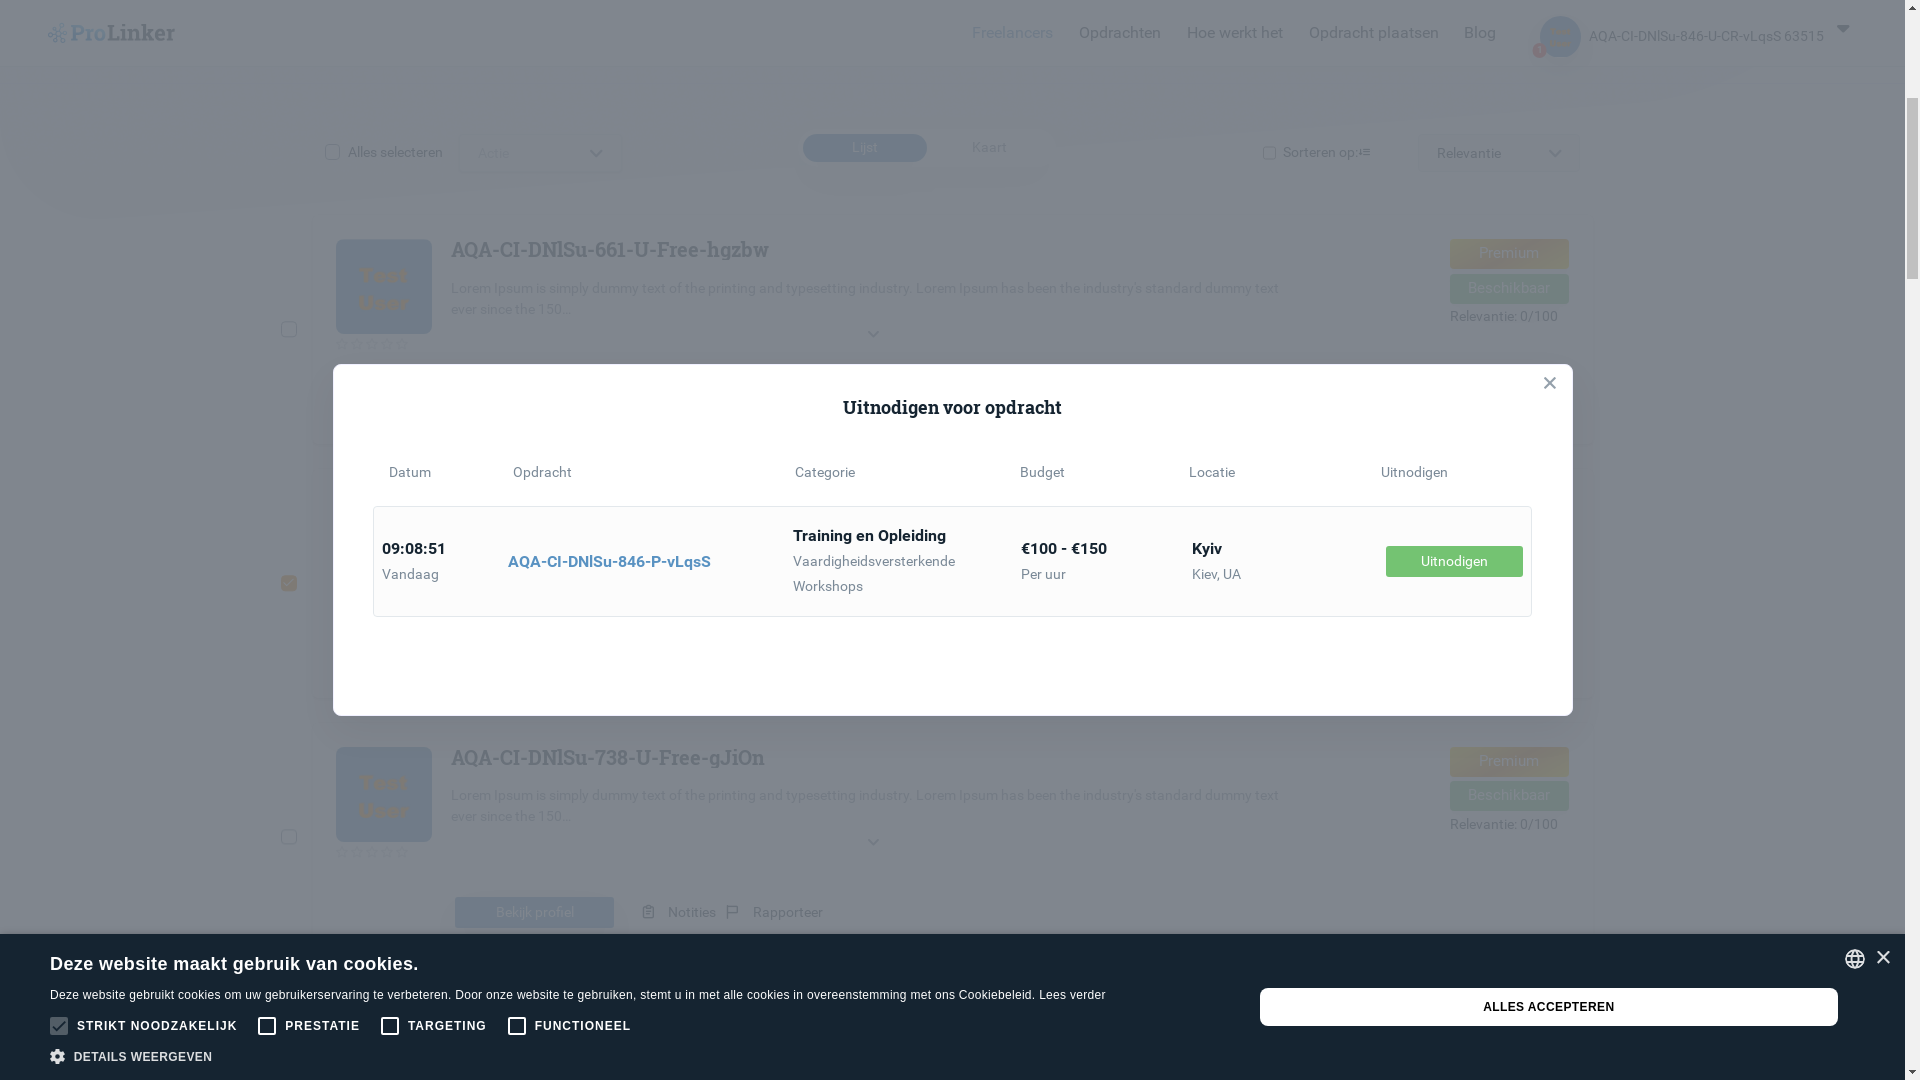 ProLinker
Freelancers Opdrachten Hoe werkt het Opdracht plaatsen Blog
1 AQA-CI-DNlSu-846-U-CR-vLqsS 63515
Alles selecteren Actie Lijst Kaart Sorteren op: Relevantie
AQA-CI-DNlSu-661-U-Free-hgzbw
Premium
Test
User
Lorem Ipsum is simply dummy text of the printing and typesetting industry. Lorem Ipsum has been the industry's standard dummy text
ever since the 150...
Beschikbaar
Relevantie: 0/100
Uitnodigen voor opdracht
Datum Opdracht Categorie Budget Locatie Uitnodigen
09:08:51
Vandaag
AQA-CI-DNlSu-846-P-vLqsS
Training en Opleiding
Vaardigheidsversterkende
Workshops
€100 - €150
Per uur
Kyiv
Kiev, UA
Uitnodigen
AQA-CI-DNlSu-738-U-Free-gJiOn
Premium
Test
User
Lorem Ipsum is simply dummy text of the printing and typesetting industry. Lorem Ipsum has been the industry's standard dummy text
ever since the 150...
Beschikbaar
Relevantie: 0/100
Bekijk profiel Notities Rapporteer
Deze website maakt gebruik van cookies.
Deze website gebruikt cookies om uw gebruikerservaring te verbeteren. Door onze website te gebruiken, stemt u in met alle cookies in overeenstemming met ons Cookiebeleid. Lees verder
STRIKT NOODZAKELIJK PRESTATIE TARGETING FUNCTIONEEL
DETAILS WEERGEVEN
ALLES ACCEPTEREN